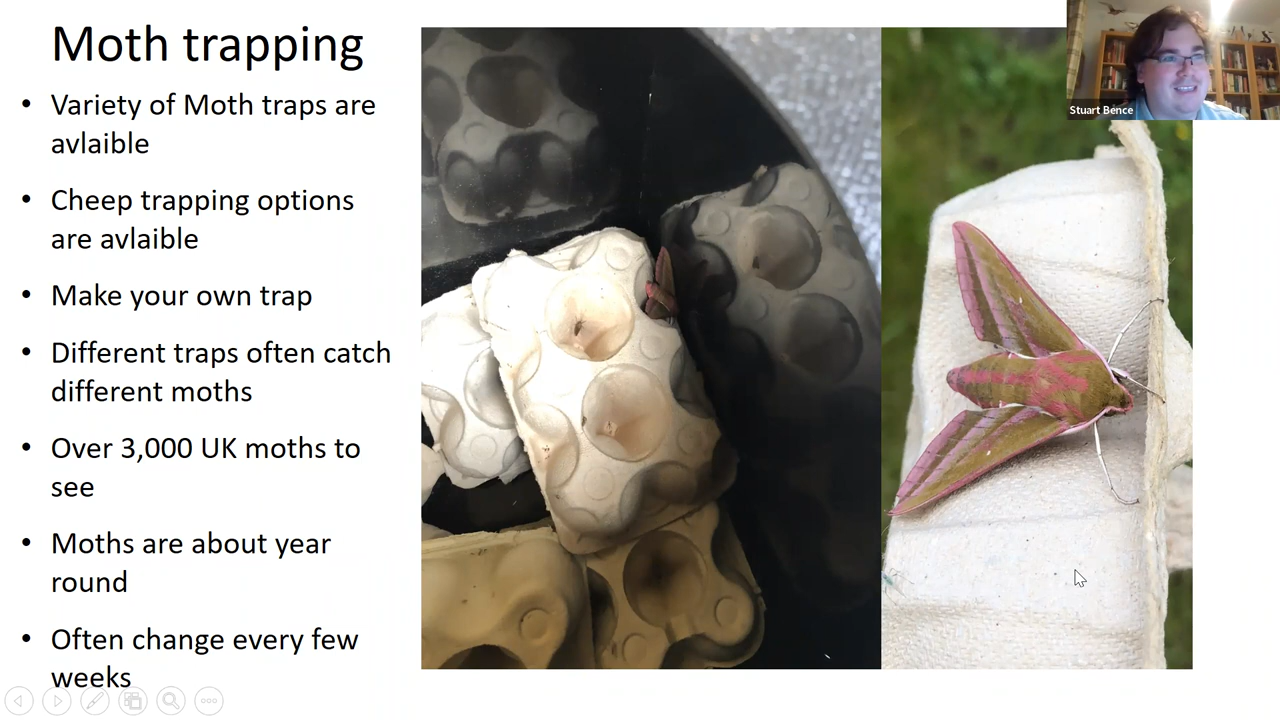 Moth trapping
• Variety of Moth traps are
avlaible
• Cheep trapping options
are avlaible
• Make your own trap
• Different traps often catch
different moths
• Over 3,000 UK moths to
see
• Moths are about year
round
• Often change every few
weeks
Stuart Bence